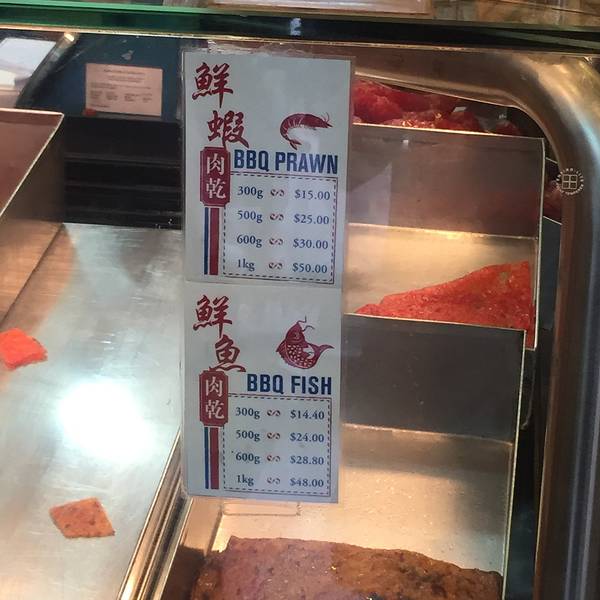 鮮
蝦
肉乾
BBQ PRAWN
300g $15.00
500g $25.00
600g $30.00
1kg $50.00
鮮
魚
肉乾
BBQ FISH
300g $14.40
500g $24.00
600g $28.80
1kg $48.00